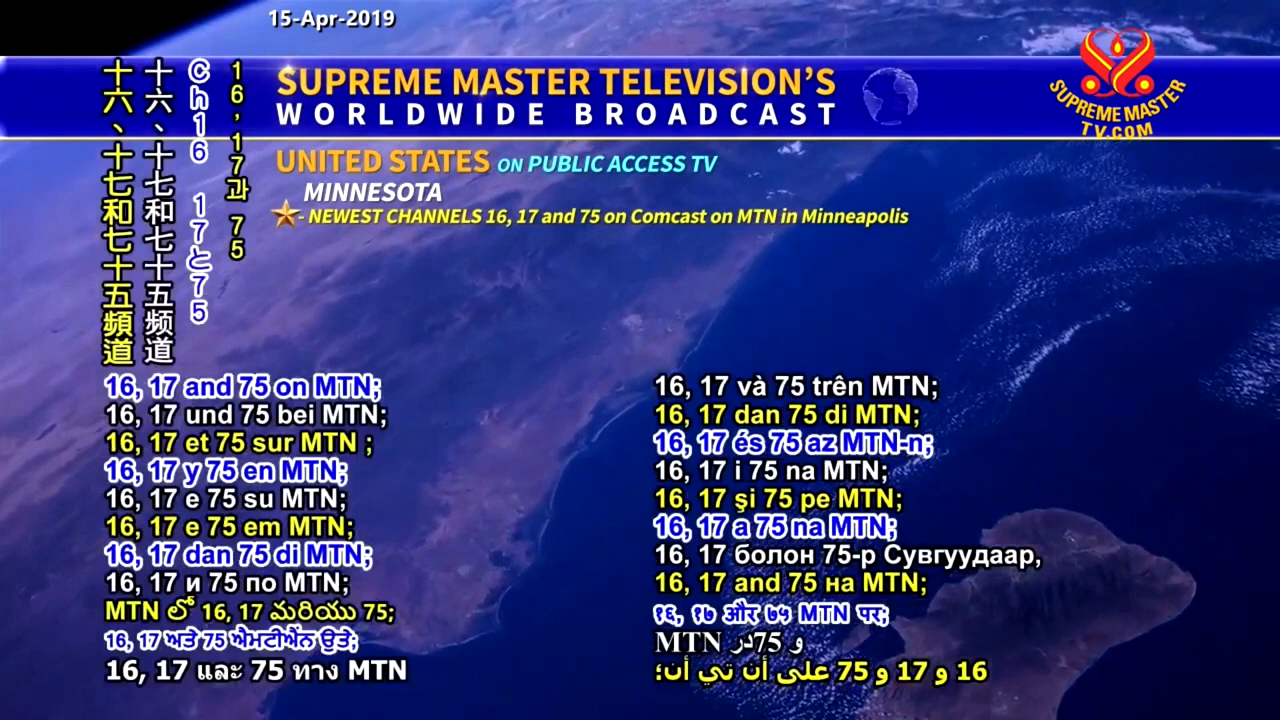 15-Apr-2019
SUPREME MASTER TELEVISION'S
WORLDWIDE BROADCAST
SUPREME MASTER
TV.COM
UNITED STATES ON PUBLIC ACCESS TV
MINNESOTA
- NEWEST CHANNELS 16, 17 and 75 on Comcast on MTN in Minneapolis
十六、十七和七十五頻道
十六、十七和七十五频道
Ch16 17と75
16, 17과 75
16, 17 and 75 on MTN;
16, 17 und 75 bei MTN;
16, 17 et 75 sur MTN ;
16, 17 y 75 en MTN;
16, 17 e 75 su MTN;
16, 17 e 75 em MTN;
16, 17 dan 75 di MTN;
16, 17 и 75 по MTN;
MTN లో 16, 17 మరియు 75;
16, 17 ਅਤੇ 75 ਐਮਟੀਐਨ ਉਤੇ;
16, 17 และ 75 ทาง MTN
16, 17 và 75 trên MTN;
16, 17 dan 75 di MTN;
16, 17 és 75 az MTN-n;
16, 17 i 75 na MTN;
16, 17 şi 75 pe MTN;
16, 17 a 75 na MTN;
16, 17 болон 75-р Сувгуудаар,
16, 17 and 75 на MTN;
१६, १७ और ७५ MTN पर;
و 75در MTN
16 و 17 و 75 على أن تي أن؛